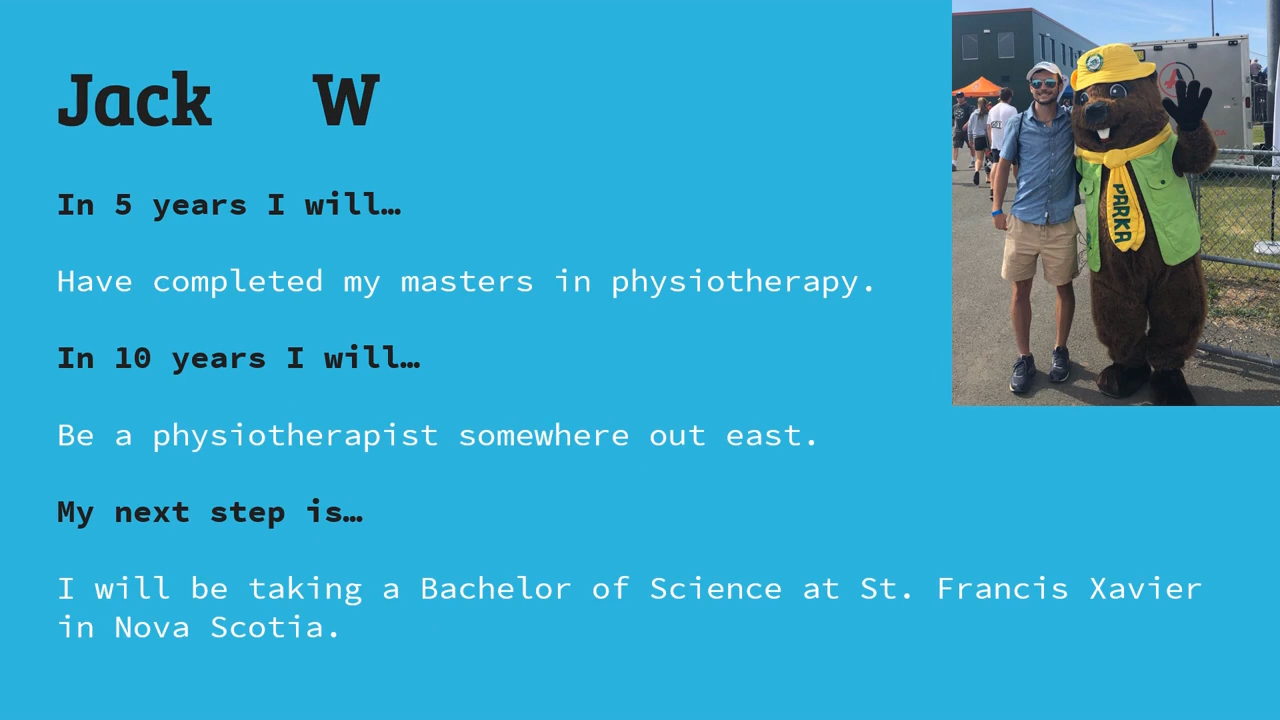 Jack W
In 5 years I will…
Have completed my masters in physiotherapy.
In 10 years I will…
Be a physiotherapist somewhere out east.
My next step is…
I will be taking a Bachelor of Science at St. Francis Xavier
in Nova Scotia.
PARKA